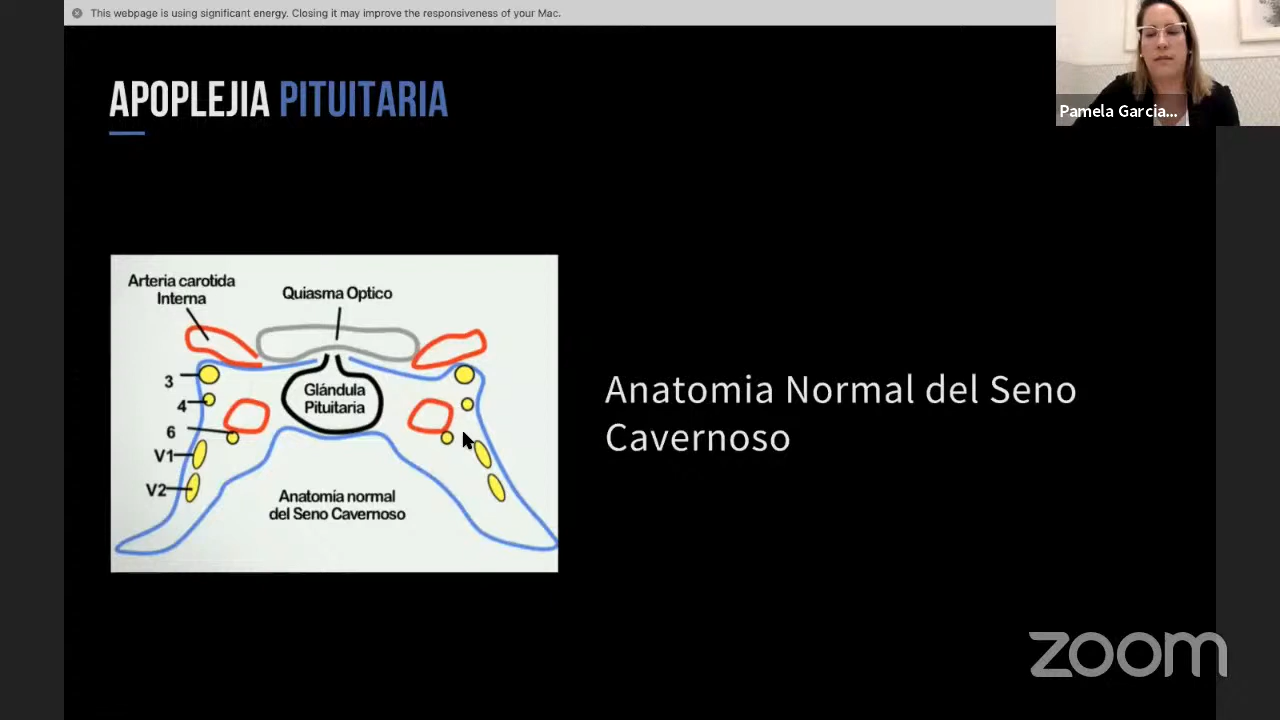 This webpage is using significant energy. Closing it may improve the responsiveness of your Mac.
Pamela Garcia...
APOPLEJIA PITUITARIA
Arteria carotida
Interna
Quiasma Optico
3
4
6
V1
V2
Glándula
Pituitaria
Anatomía normal
del Seno Cavernoso
Anatomia Normal del Seno
Cavernoso
zoom